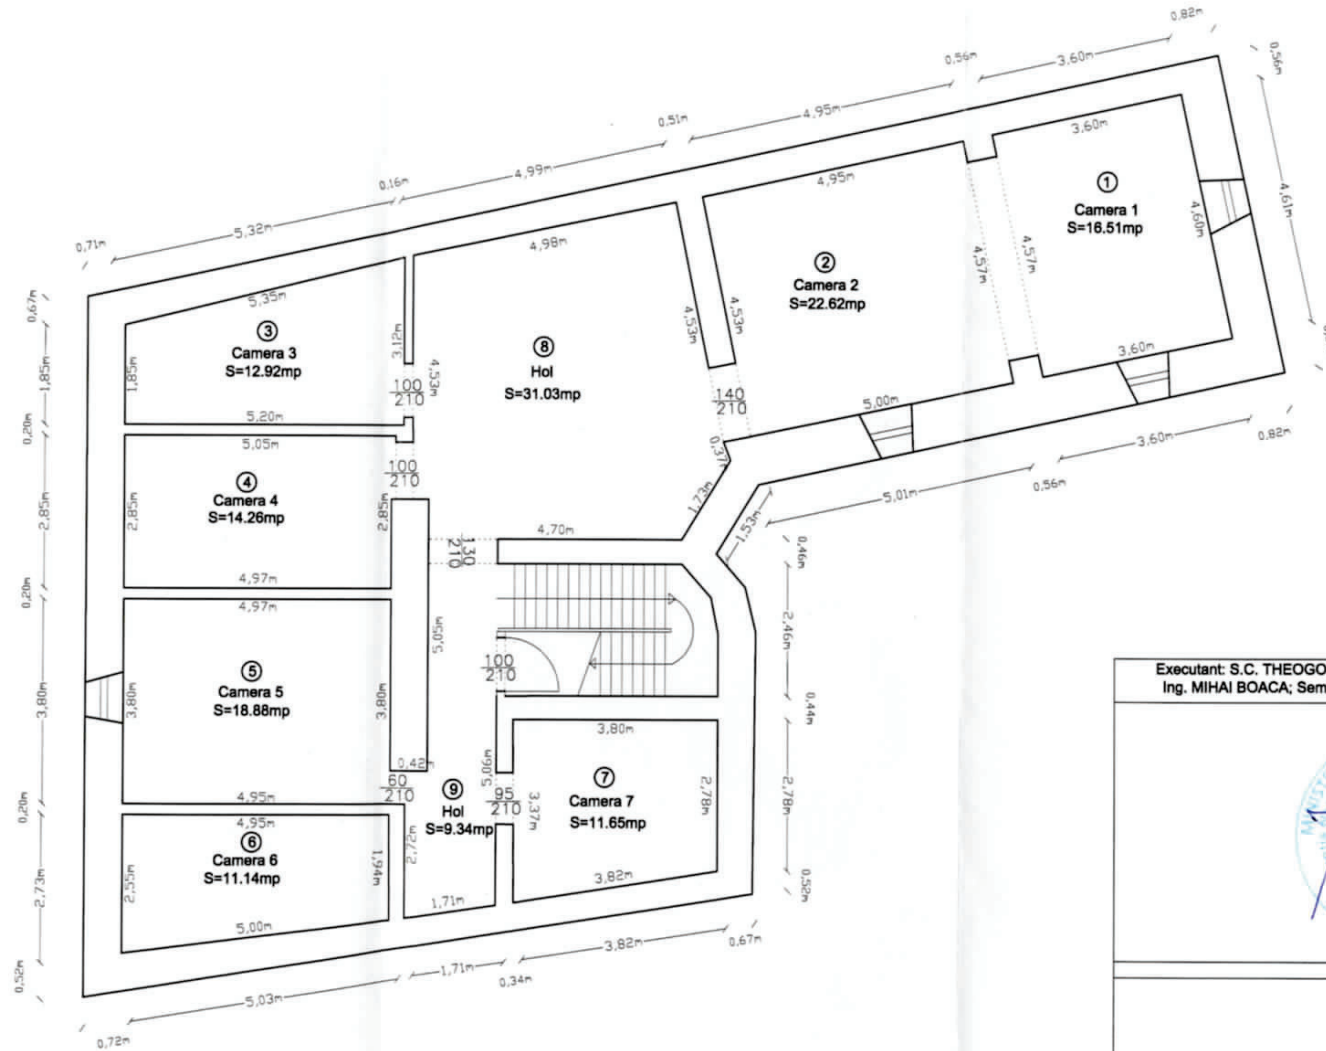 0,82m
0,56m
3,60m
0,56m
4,95m
0,51m
4,99m
0,16m
5,32m
0,71m
3,60m
4,95m
4,98m
5,35m
4,61m
4,60m
1
Camera 1
S=16.51mp
4,57m
4,57m
2
Camera 2
S=22.62mp
4,53m
4,53m
0,67m
1,85m
1,85m
3
Camera 3
S=12.92mp
3,12m
4,53m
8
Hol
S=31.03mp
3,60m
100
210
140
210
5,00m
0,20m
5,20m
5,05m
0,37m
3,60m
0,82m
100
210
4
Camera 4
S=14.26mp
2,85m
2,85m
2,85m
1,73m
5,01m
0,56m
1,53m
4,70m
130
210
0,46m
0,20m
4,97m
4,97m
5,05m
2,46m
100
210
5
Camera 5
S=18.88mp
3,80m
3,80m
3,80m
0,44m
Executant: S.C. THEOGO
Ing. MIHAI BOACA; Sem
3,80m
0,42m
5,06m
60
210
9
Hol
S=9.34mp
95
210
3,37m
7
Camera 7
S=11.65mp
2,78m
2,78m
0,20m
4,95m
4,95m
6
Camera 6
S=11.14mp
2,73m
2,55m
1,94m
2,72m
3,82m
0,52m
1,71m
5,00m
0,52m
3,82m
0,67m
1,71m
0,34m
5,03m
0,72m